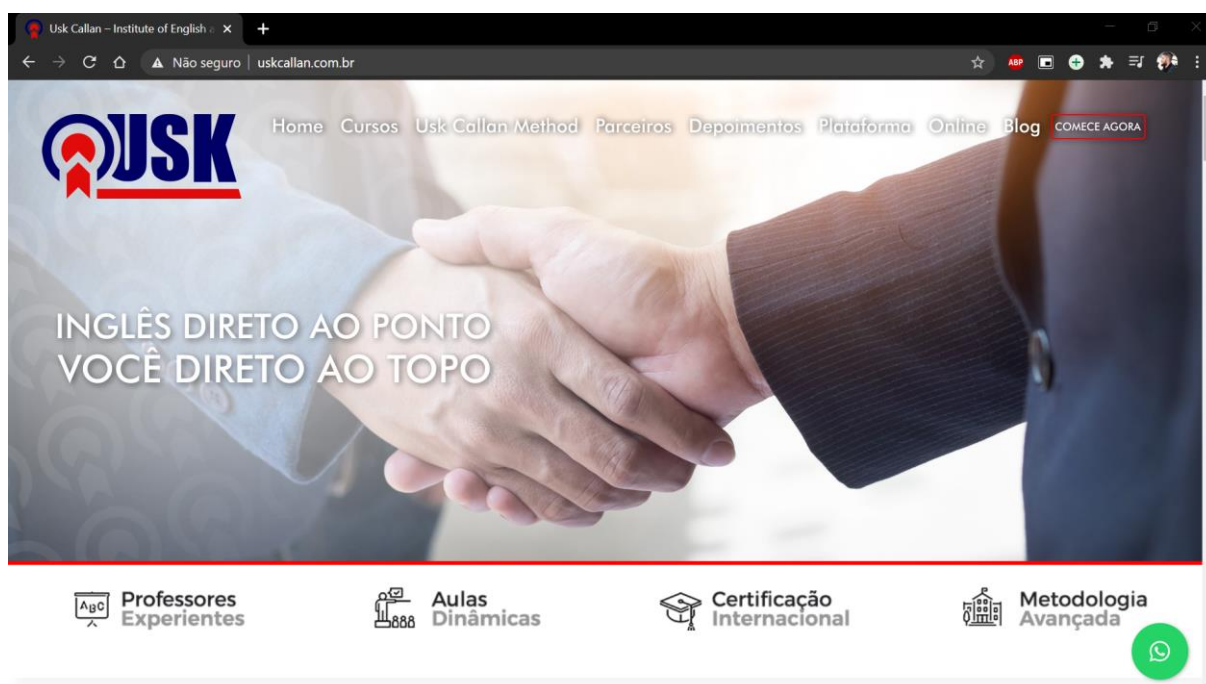 Usk Callan – Institute of English a
Não seguro
uskcallan.com.br
ABP
USK
Home Cursos Usk Callan Method Parceiros Depoimentos Plataforma Online Blog COMECE AGORA
INGLÊS DIRETO AO PONTO
VOCÊ DIRETO AO TOPO
ABC
Professores
Experientes
Aulas
Dinâmicas
Certificação
Internacional
Metodologia
Avançada